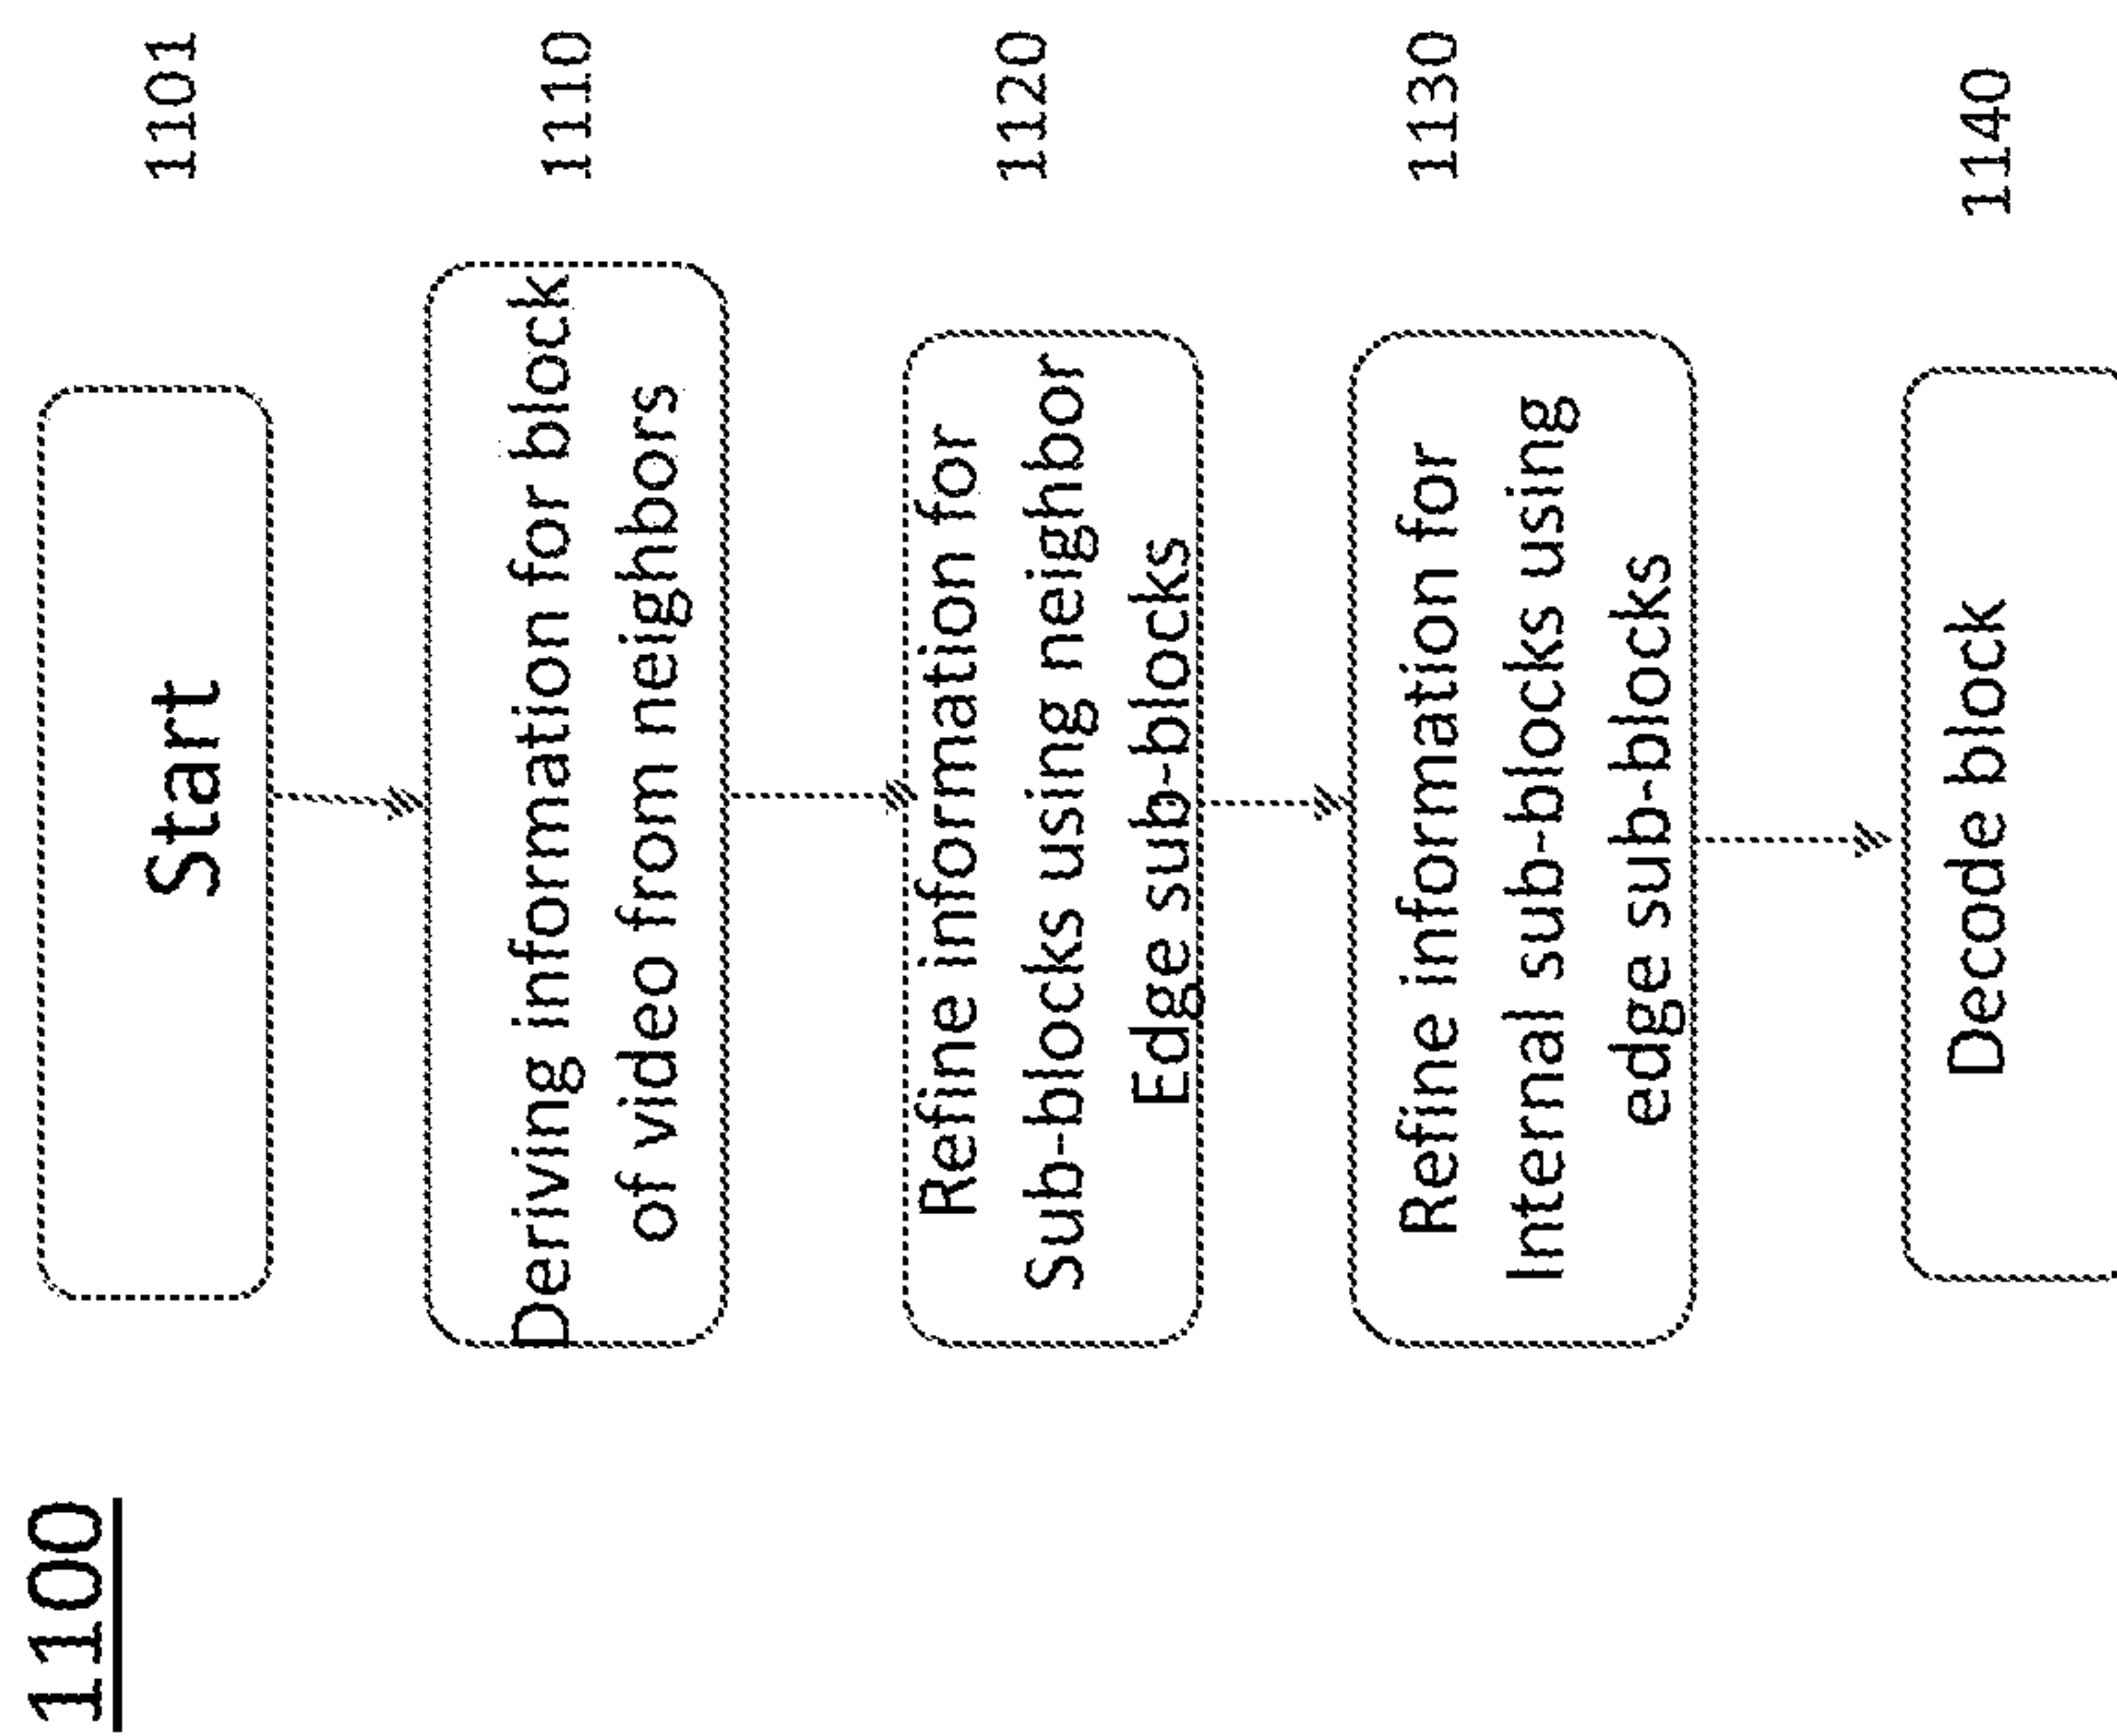 1100
Start
1101
Deriving information for block
of video from neighbors
1110
Refine information for
Sub-blocks using neighbor
Edge sub-blocks
1120
Refine information for
Internal sub-blocks using
edge sub-blocks
1130
Decode block
1140